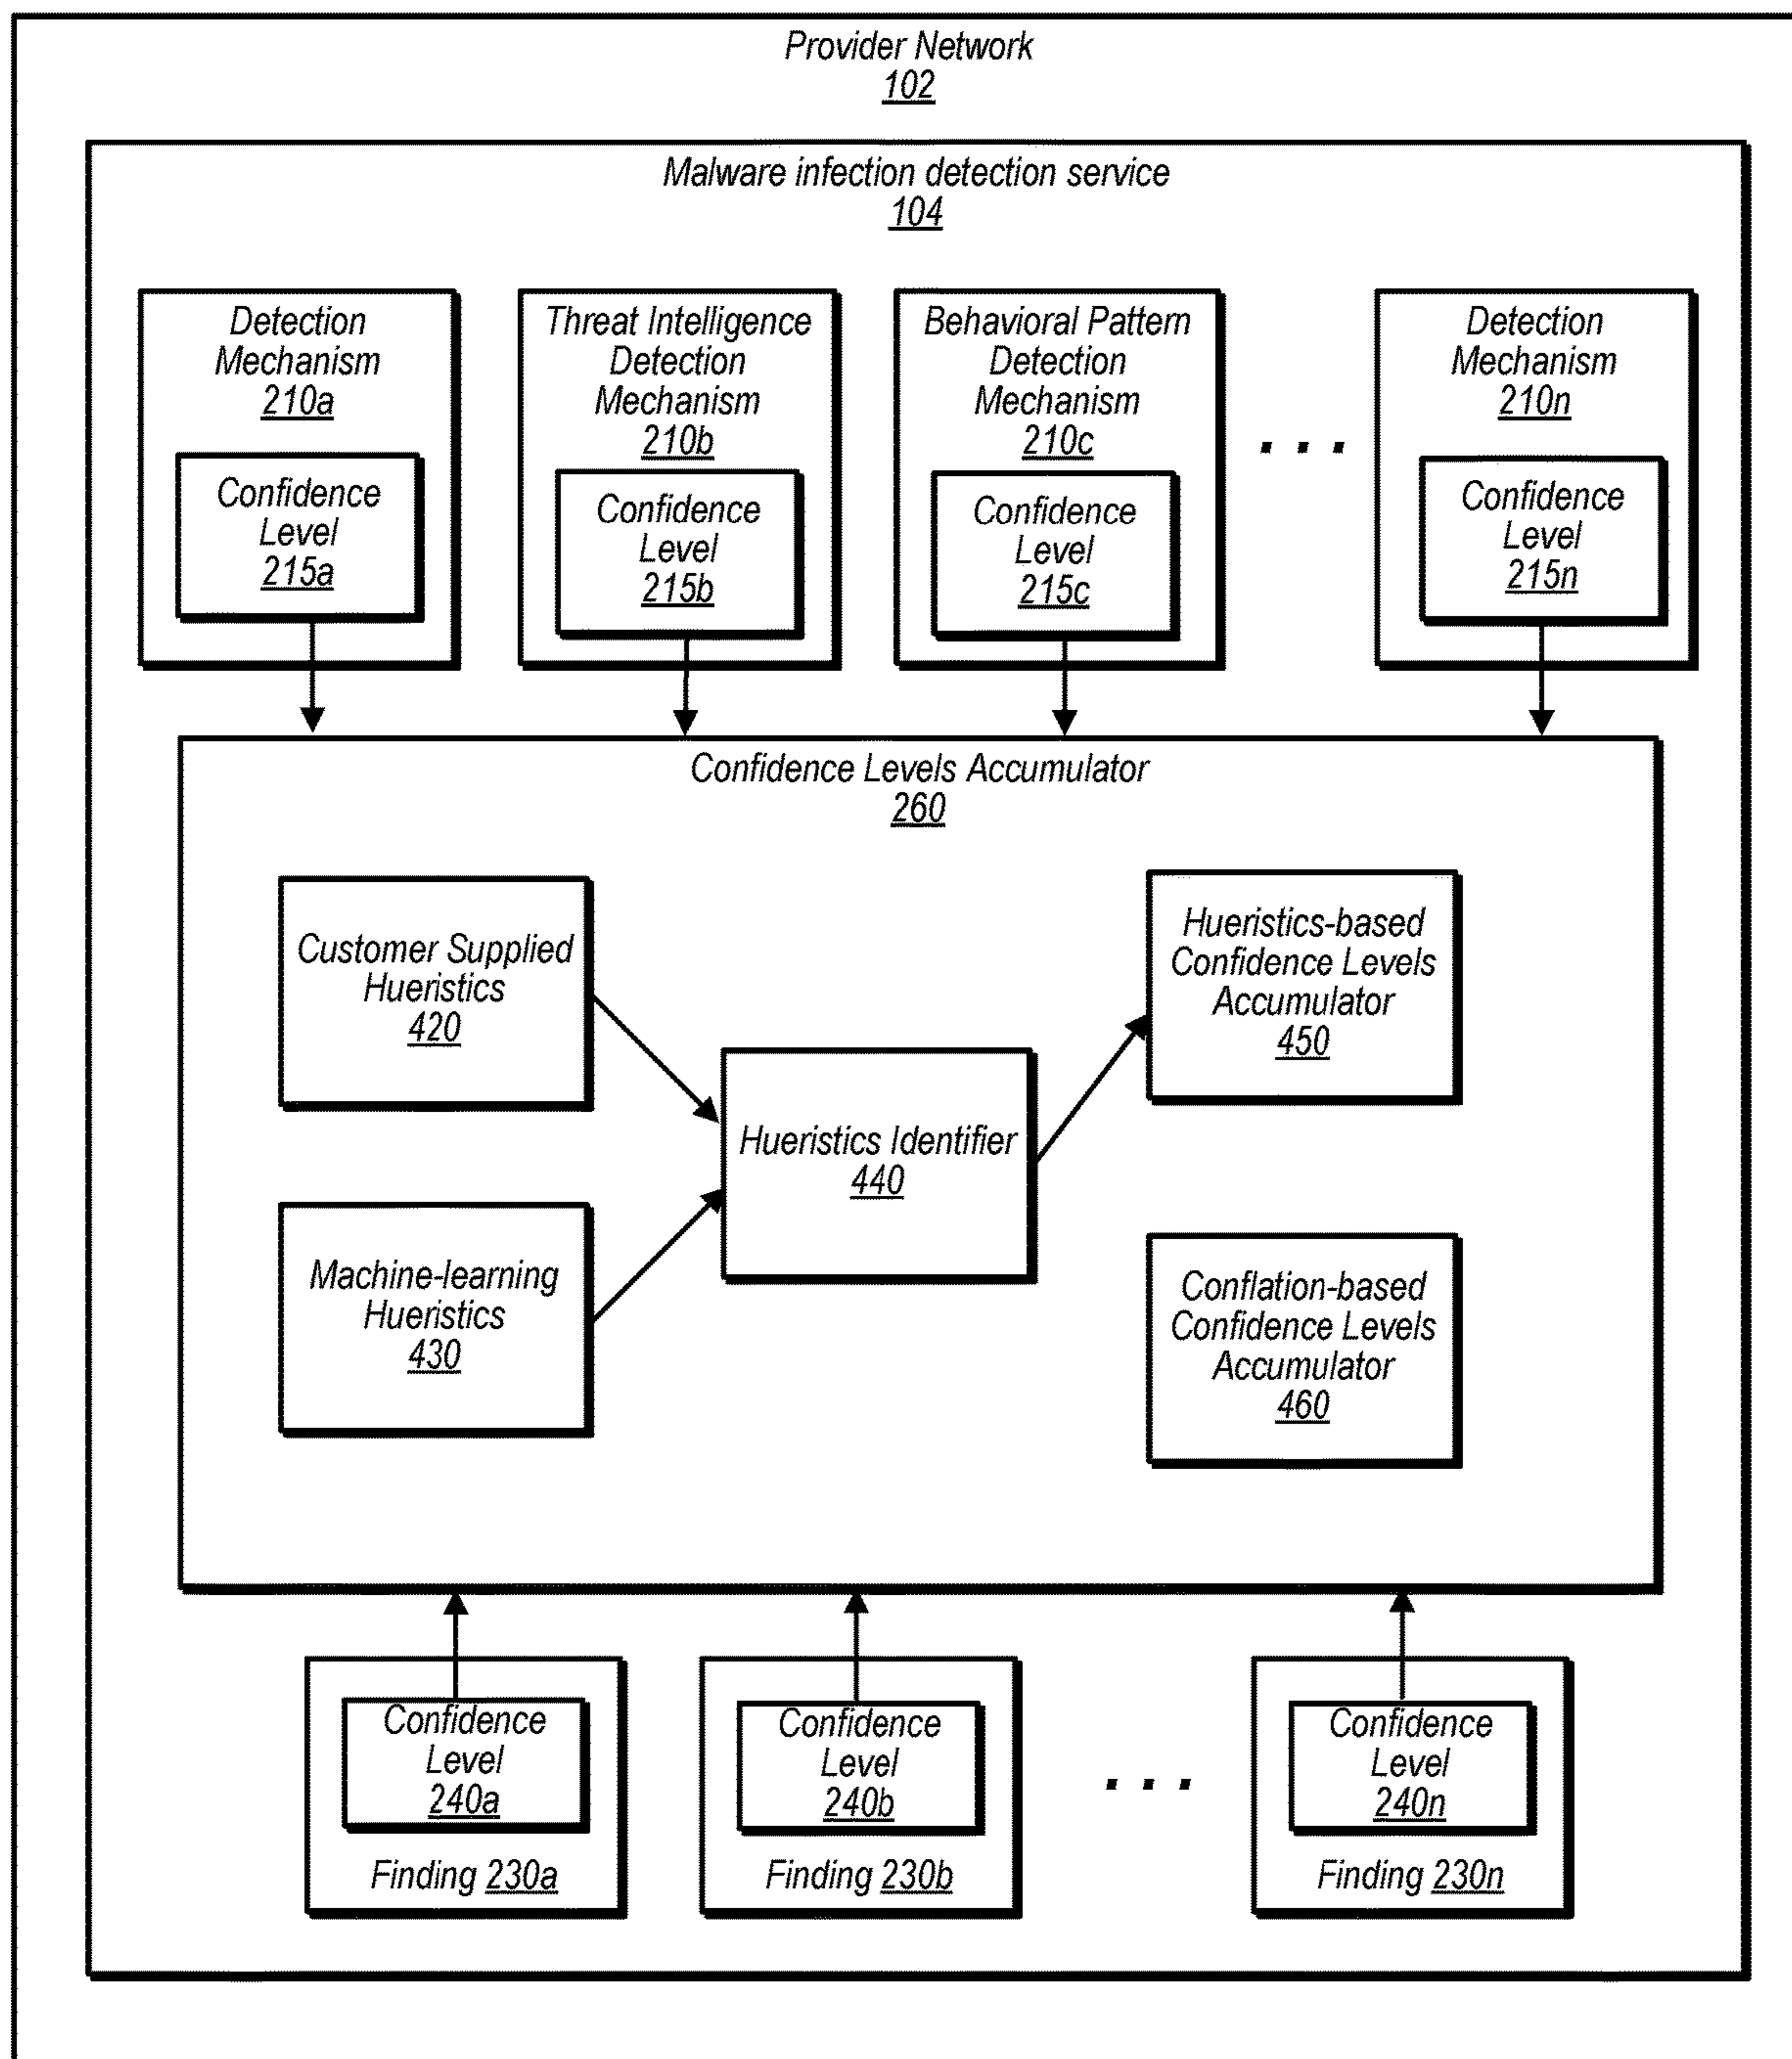 Provider Network
102
Malware infection detection service
104
Detection
Mechanism
210a
Confidence
Level
215a
Threat Intelligence
Detection
Mechanism
210b
Confidence
Level
215b
Behavioral Pattern
Detection
Mechanism
210c
Confidence
Level
215c
. . .
Detection
Mechanism
210n
Confidence
Level
215n
Confidence Levels Accumulator
260
Customer Supplied
Hueristics
420
Machine-learning
Hueristics
430
Hueristics Identifier
440
Hueristics-based
Confidence Levels
Accumulator
450
Conflation-based
Confidence Levels
Accumulator
460
Confidence
Level
240a
Finding 230a
Confidence
Level
240b
Finding 230b
. . .
Confidence
Level
240n
Finding 230n